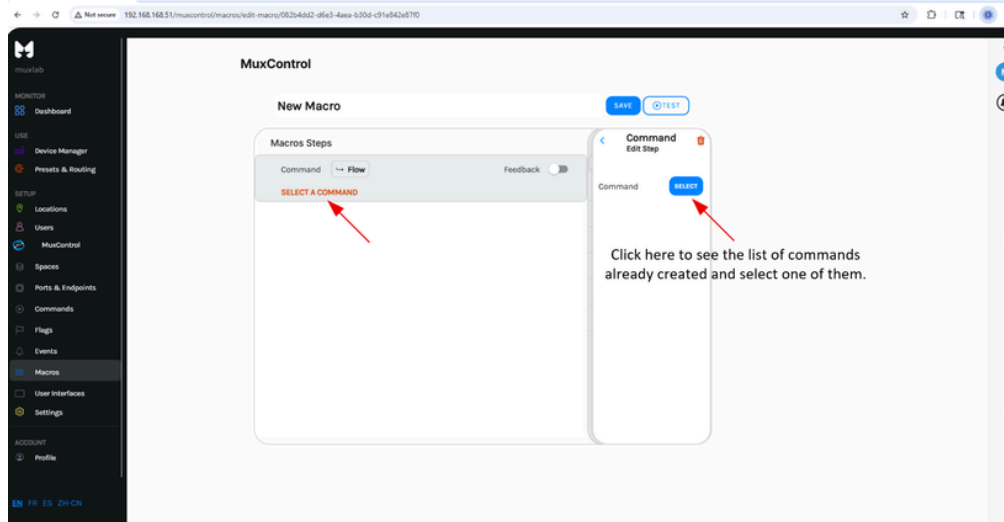 Not secure 192.168.168.51/muxcontrol/macros/edit-macro/082b4dd2-d6e3-4aea-b30d-c91e842e87f0
muxlab
MONITOR
Dashboard
USE
Device Manager
Presets & Routing
SETUP
Locations
Users
MuxControl
Spaces
Ports & Endpoints
Commands
Flags
Events
Macros
User Interfaces
Settings
ACCOUNT
Profile
EN FR ES ZH-CN
MuxControl
New Macro
SAVE TEST
Macros Steps
Command Flow Feedback
SELECT A COMMAND
Command
Edit Step
Command SELECT
Click here to see the list of commands
already created and select one of them.